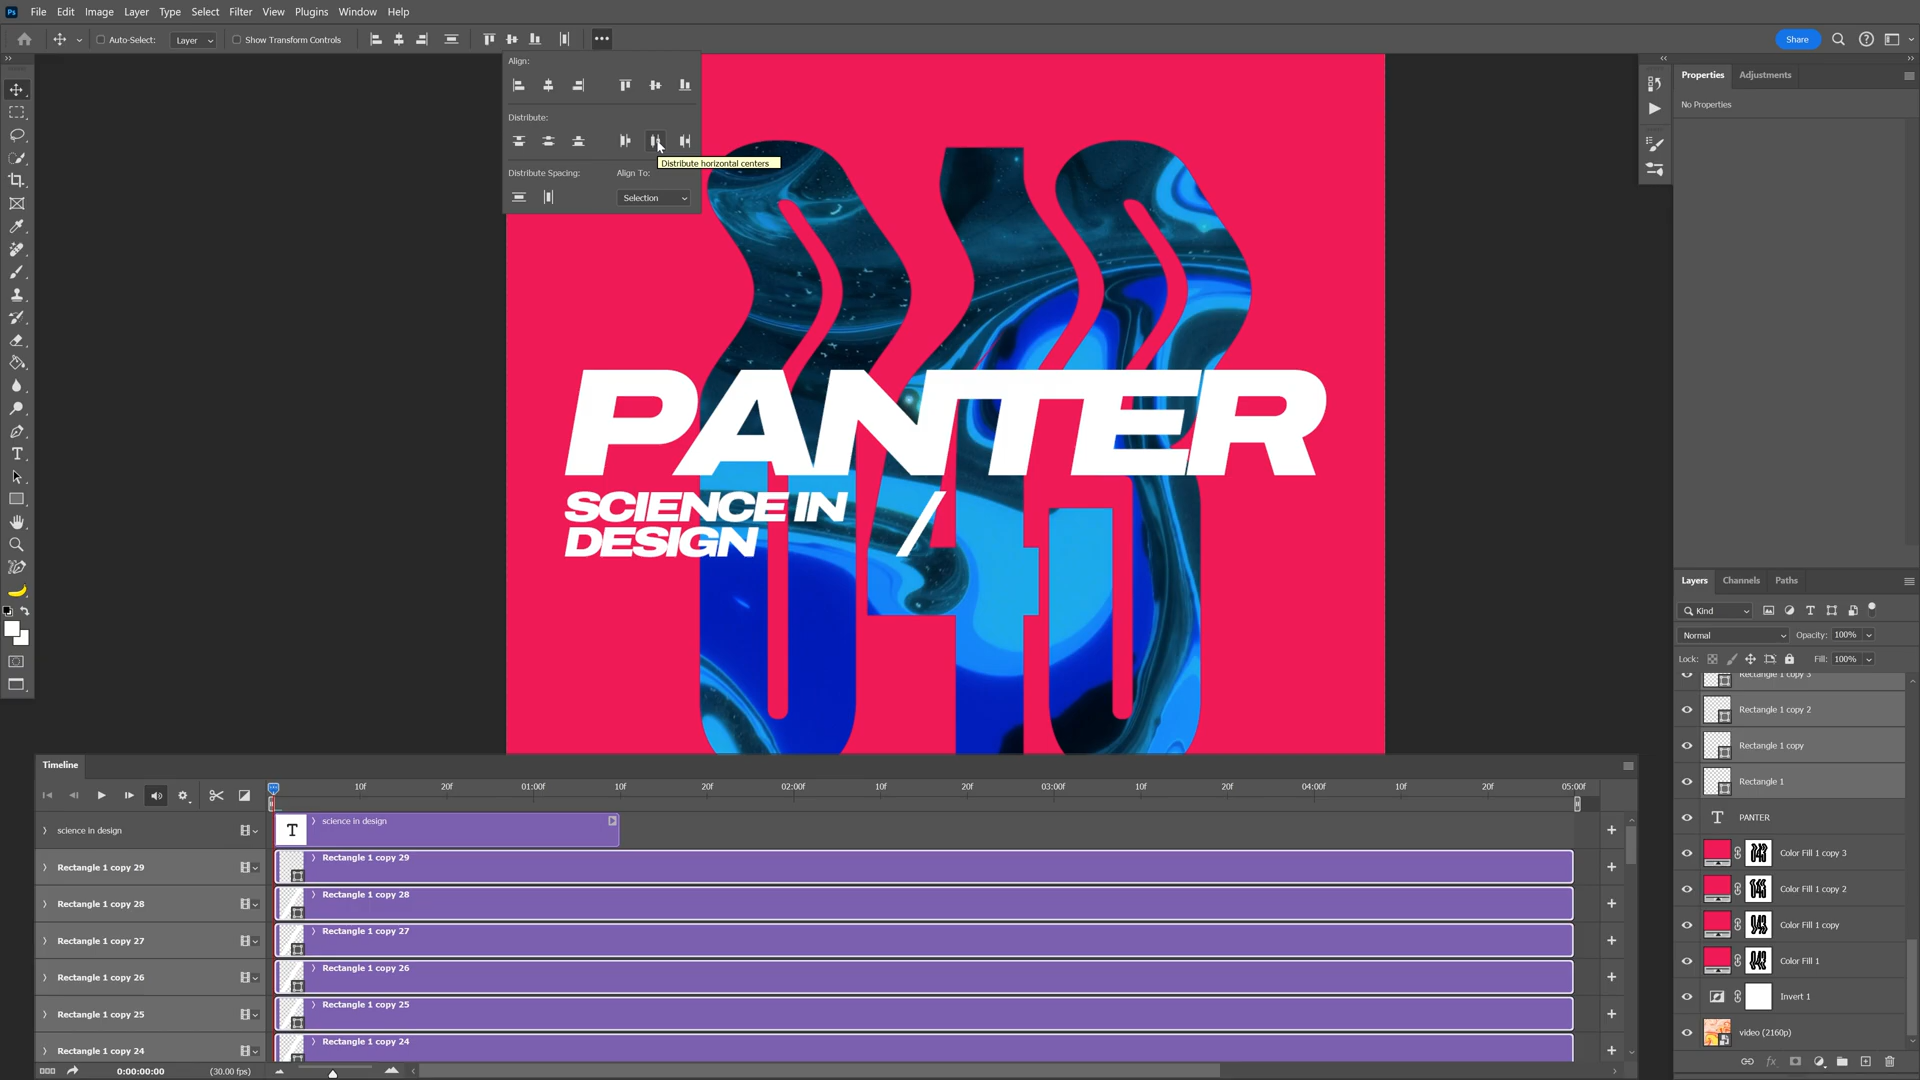 Ps File Edit Image Layer Type Select Filter View Plugins Window Help
Auto-Select: Layer Show Transform Controls
Share
Align:
Distribute:
Distribute horizontal centers
Distribute Spacing: Align To:
Selection
PANTER
SCIENCE IN /
DESIGN
Properties Adjustments
No Properties
Layers Channels Paths
Kind
Normal Opacity: 100%
Lock: Fill: 100%
Rectangle 1 copy 3
Rectangle 1 copy 2
Rectangle 1 copy
Rectangle 1
PANTER
Color Fill 1 copy 3
Color Fill 1 copy 2
Color Fill 1 copy
Color Fill 1
Invert 1
video (2160p)
Timeline
10f 20f 01:00f 10f 20f 02:00f 10f 20f 03:00f 10f 20f 04:00f 10f 20f 05:00f
science in design T science in design
Rectangle 1 copy 29 Rectangle 1 copy 29
Rectangle 1 copy 28 Rectangle 1 copy 28
Rectangle 1 copy 27 Rectangle 1 copy 27
Rectangle 1 copy 26 Rectangle 1 copy 26
Rectangle 1 copy 25 Rectangle 1 copy 25
Rectangle 1 copy 24 Rectangle 1 copy 24
0:00:00:00 (30.00 fps)